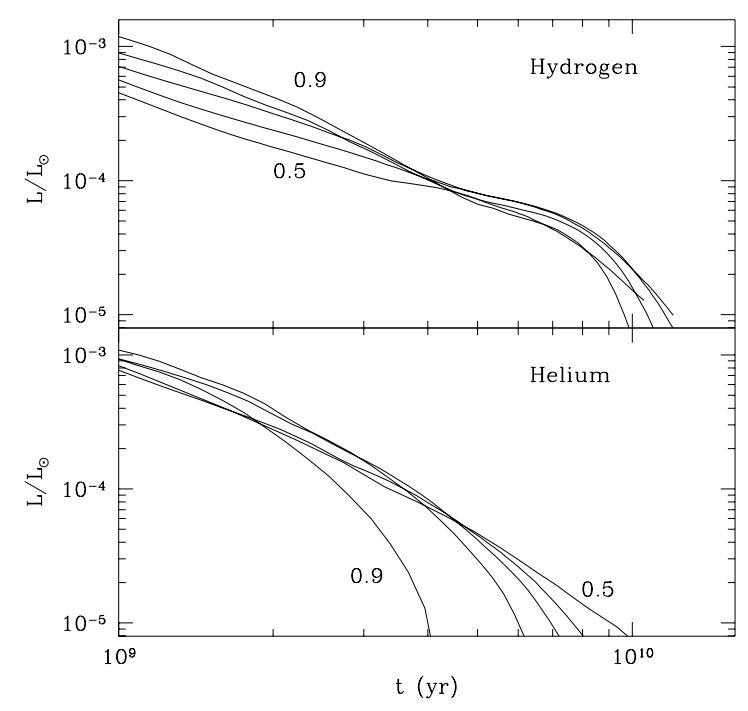 10⁻³
Hydrogen
0.9
L/L☉
10⁻⁴
0.5
10⁻⁵
10⁻³
Helium
L/L☉
10⁻⁴
0.9
0.5
10⁻⁵
10⁹
10¹⁰
t (yr)